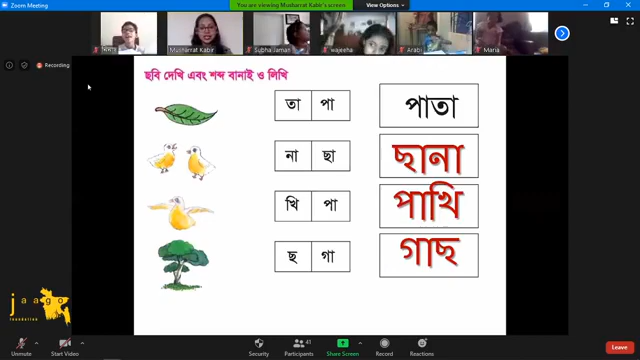 Zoom Meeting
You are viewing Musharrat Kabir's screen
View Options
Musharrat Kabir
Subha Jaman
wajesha
Arabi
Maria
Recording
ছবি দেখি এবং শব্দ বানাই ও লিখি
তা পা পাতা
না ছা ছানা
খি পা পাখি
ছ গা গাছ
jaago
foundation
Unmute
Start Video
Security
Participants
41
Share Screen
Record
Reactions
Leave